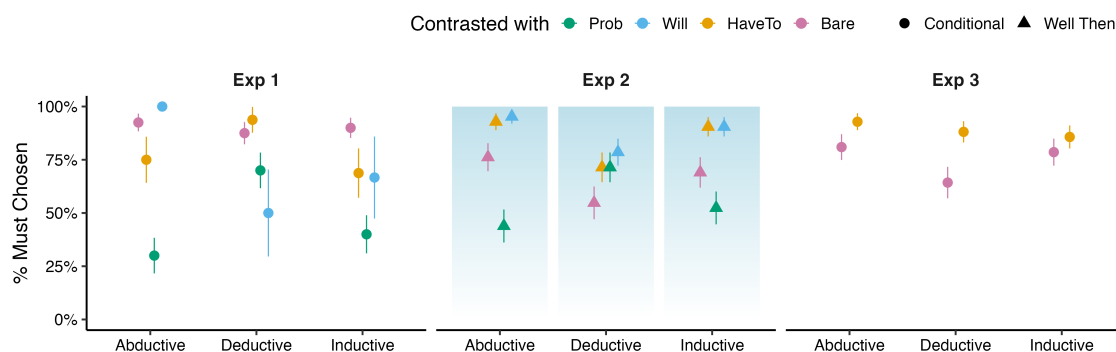 Contrasted with Prob Will HaveTo Bare Conditional Well Then
Exp 1 Exp 2 Exp 3
% Must Chosen
100%
75%
50%
25%
0%
Abductive Deductive Inductive Abductive Deductive Inductive Abductive Deductive Inductive